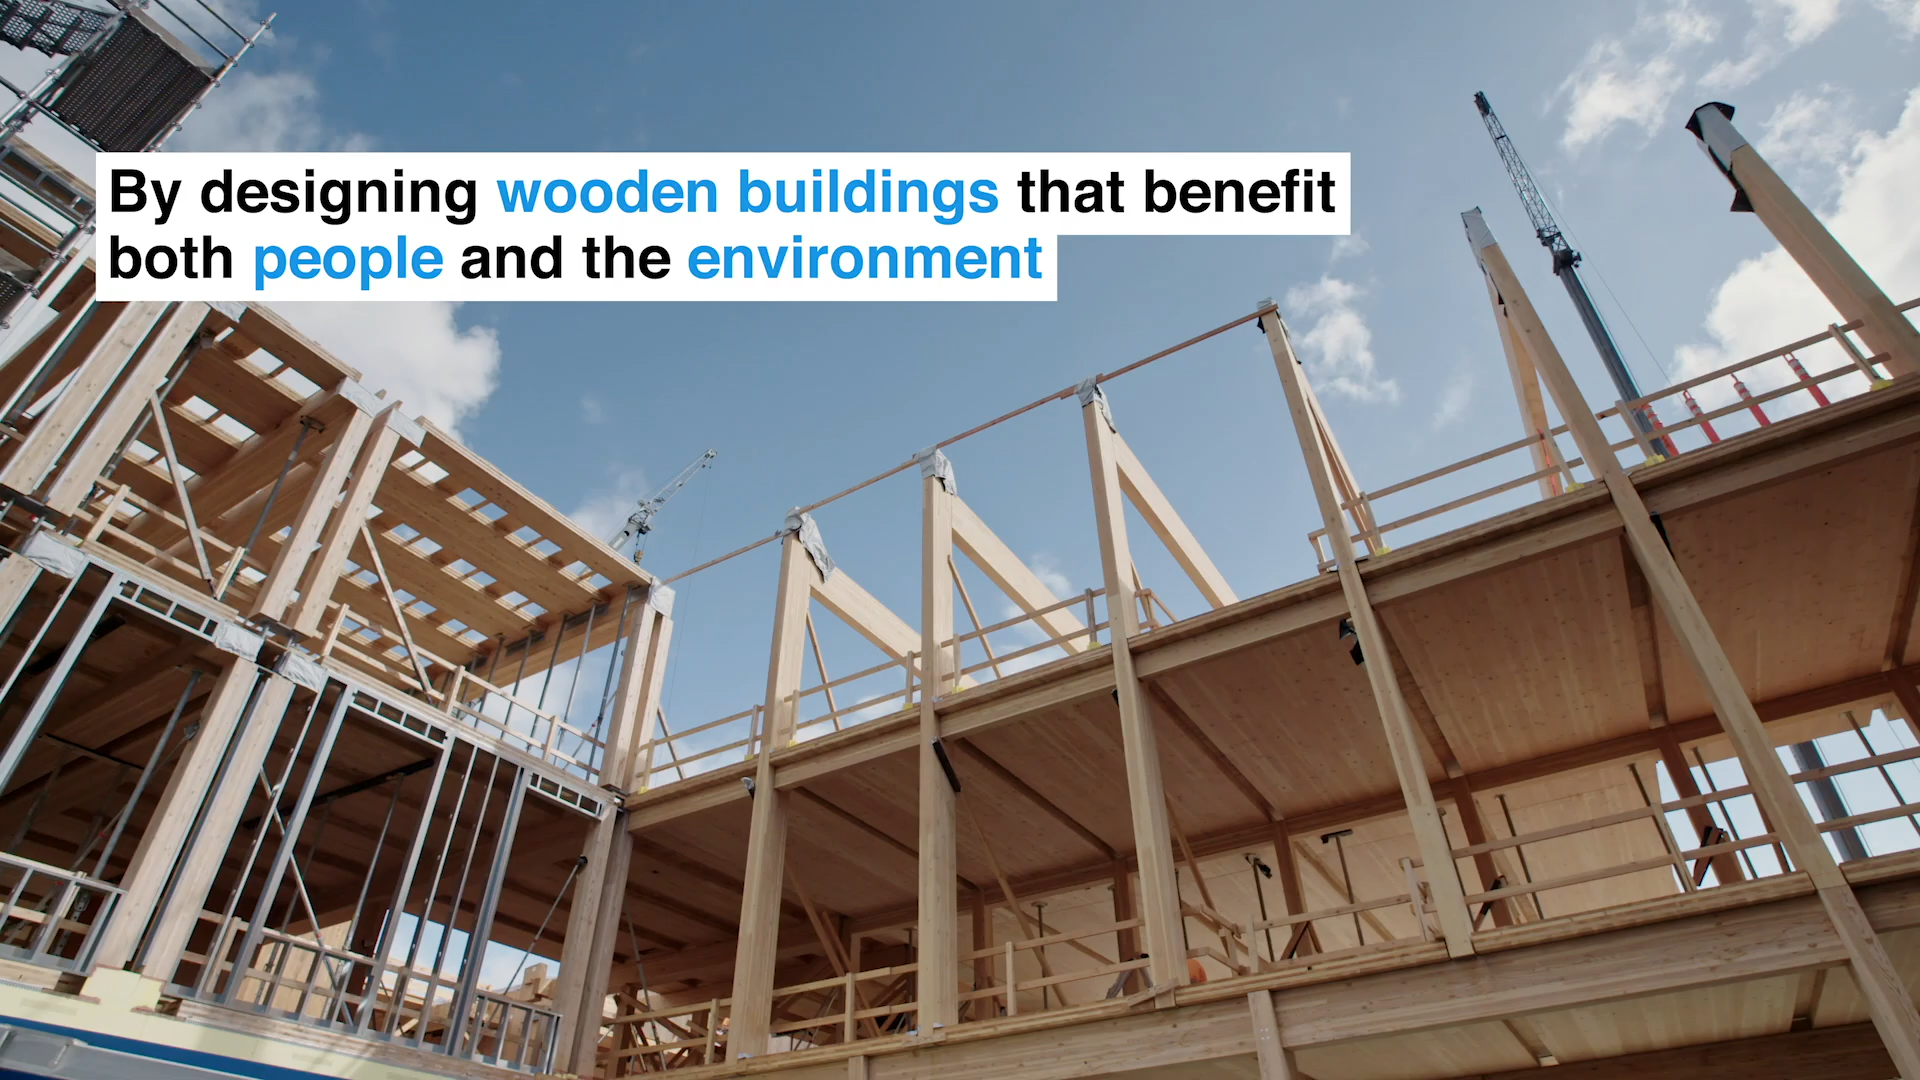 By designing wooden buildings that benefit
both people and the environment